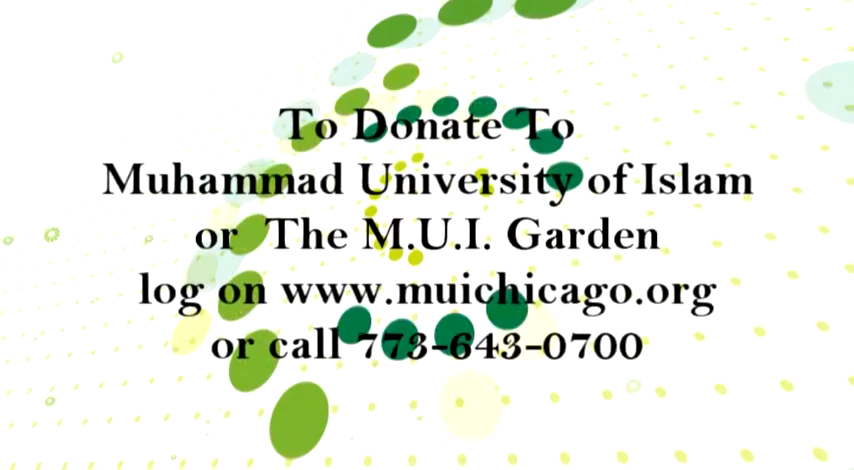 To Donate To
Muhammad University of Islam
or The M.U.I. Garden
log on www.muichicago.org
or call 773-643-0700